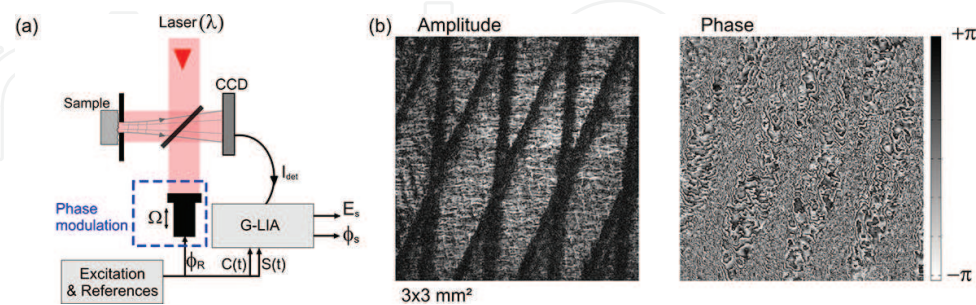 (a)
Laser(λ)
CCD
Sample
I_det
Phase
modulation
Ω
G-LIA
E_s
ϕ_s
ϕ_R
C(t)
S(t)
Excitation
& References
(b)
Amplitude
3x3 mm²
Phase
+π
−π